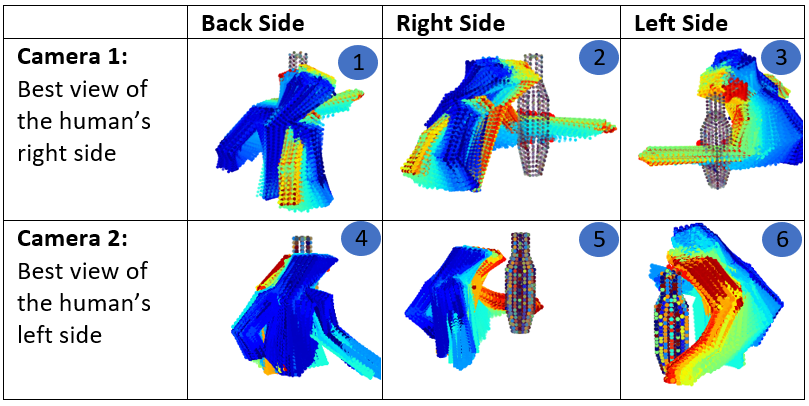 Back Side Right Side Left Side
Camera 1:
Best view of
the human's
right side
1 2 3
Camera 2:
Best view of
the human's
left side
4 5 6